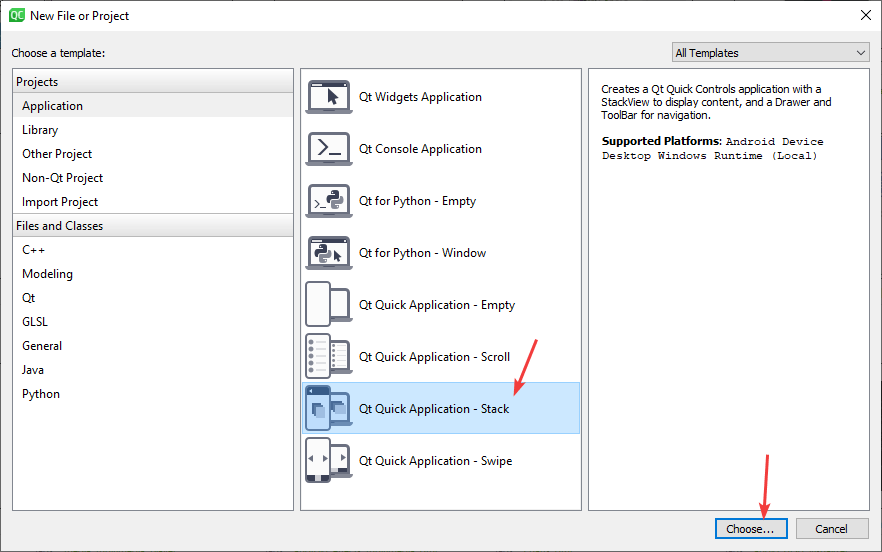 QC New File or Project
Choose a template:
All Templates
Projects
Application
Library
Other Project
Non-Qt Project
Import Project
Files and Classes
C++
Modeling
Qt
GLSL
General
Java
Python
Qt Widgets Application
Qt Console Application
Qt for Python - Empty
Qt for Python - Window
Qt Quick Application - Empty
Qt Quick Application - Scroll
Qt Quick Application - Stack
Qt Quick Application - Swipe
Creates a Qt Quick Controls application with a
StackView to display content, and a Drawer and
ToolBar for navigation.
Supported Platforms: Android Device
Desktop Windows Runtime (Local)
Choose...
Cancel